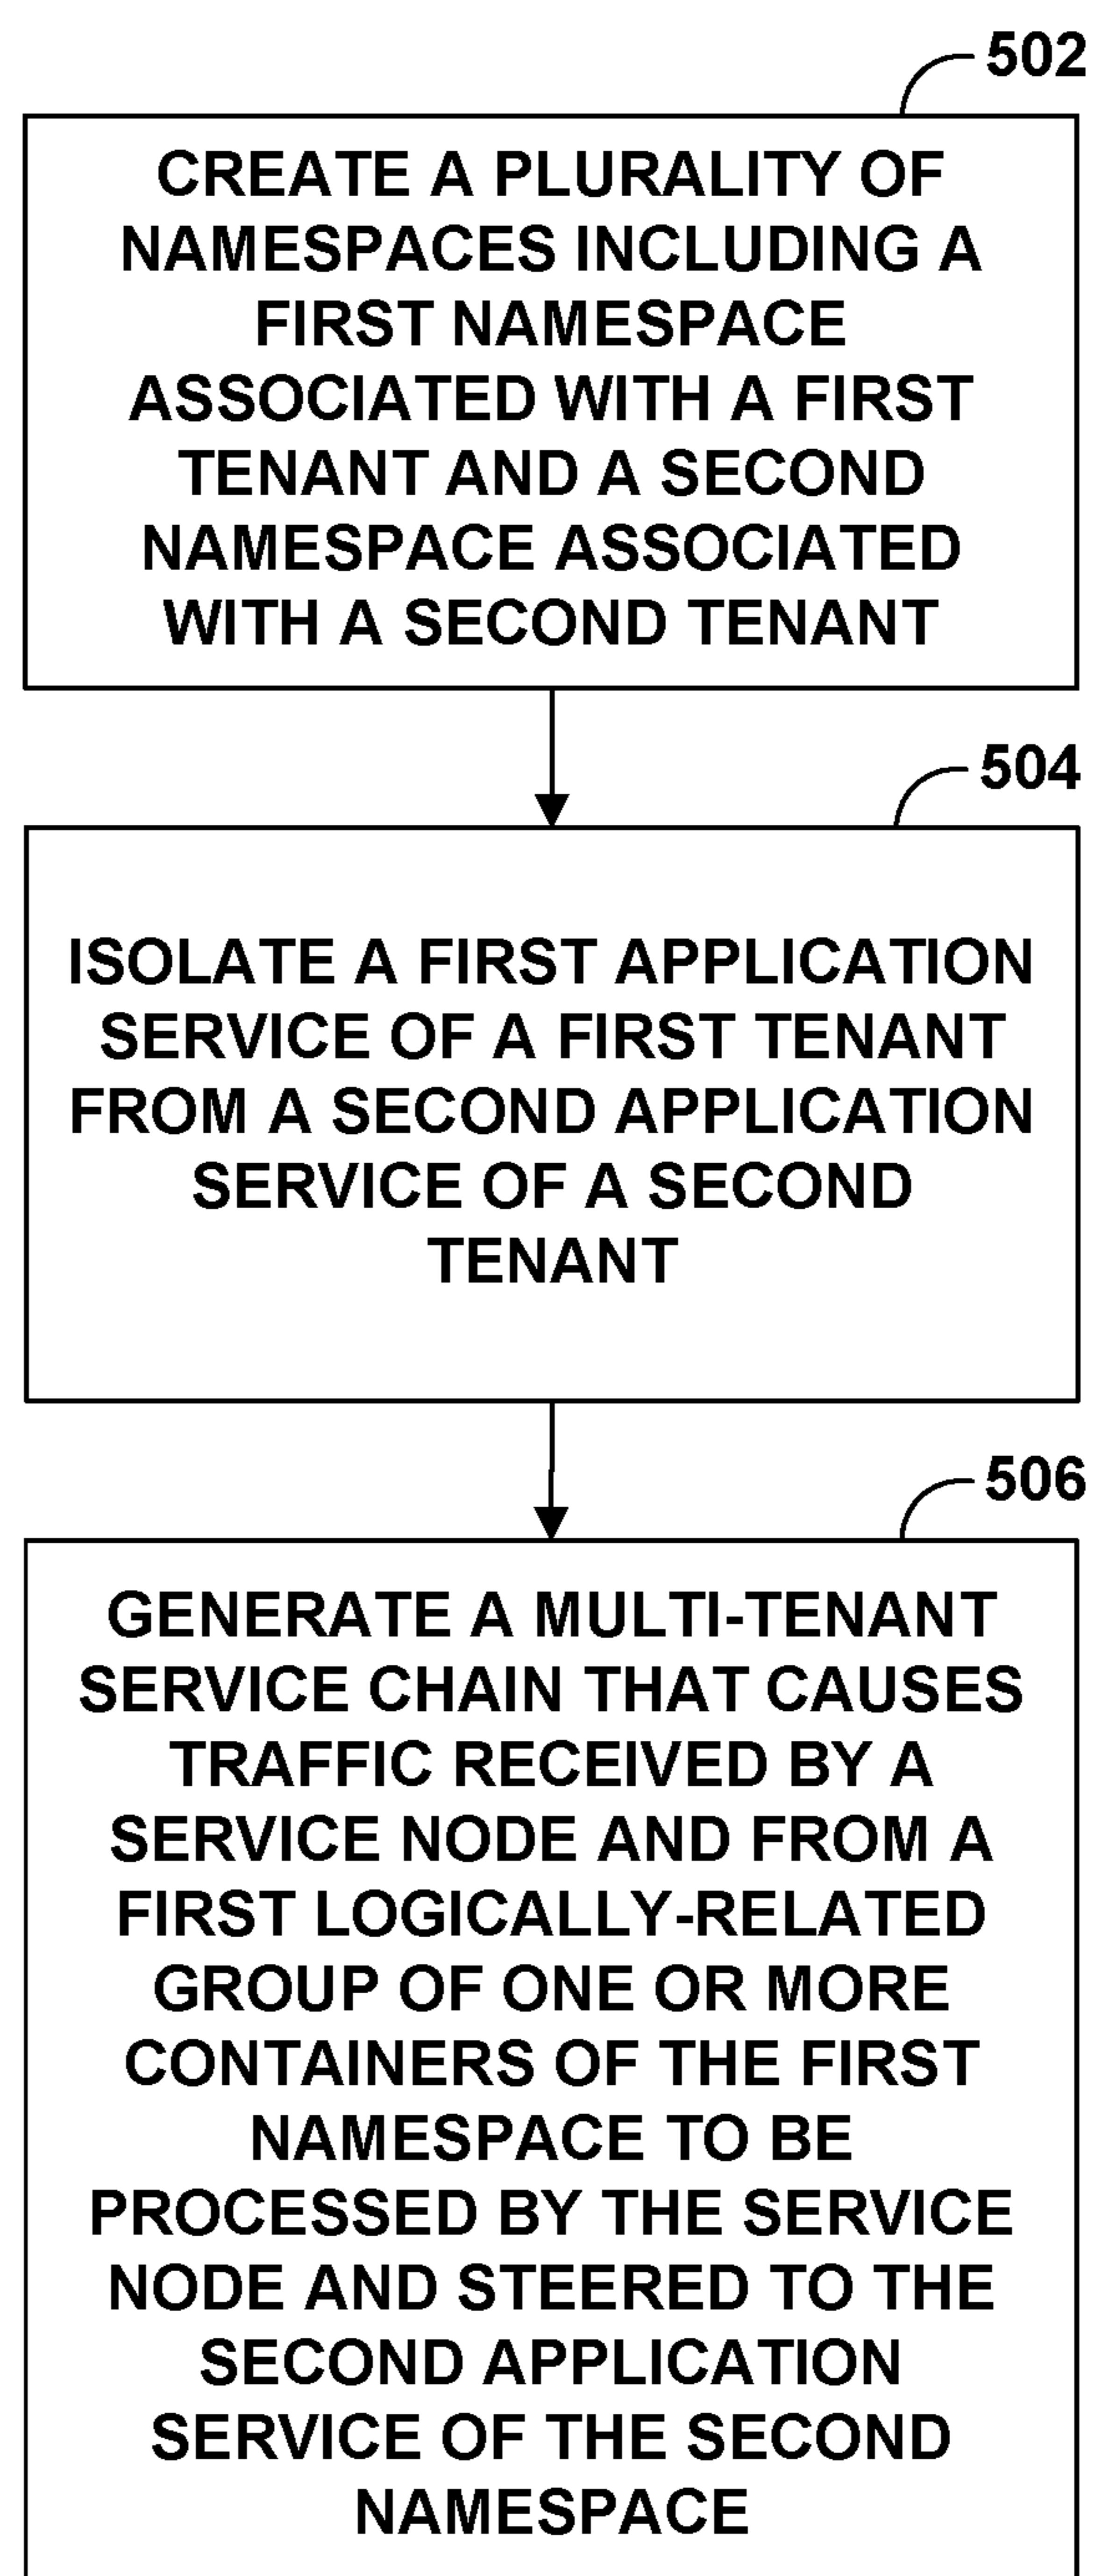 502
CREATE A PLURALITY OF
NAMESPACES INCLUDING A
FIRST NAMESPACE
ASSOCIATED WITH A FIRST
TENANT AND A SECOND
NAMESPACE ASSOCIATED
WITH A SECOND TENANT
504
ISOLATE A FIRST APPLICATION
SERVICE OF A FIRST TENANT
FROM A SECOND APPLICATION
SERVICE OF A SECOND
TENANT
506
GENERATE A MULTI-TENANT
SERVICE CHAIN THAT CAUSES
TRAFFIC RECEIVED BY A
SERVICE NODE AND FROM A
FIRST LOGICALLY-RELATED
GROUP OF ONE OR MORE
CONTAINERS OF THE FIRST
NAMESPACE TO BE
PROCESSED BY THE SERVICE
NODE AND STEERED TO THE
SECOND APPLICATION
SERVICE OF THE SECOND
NAMESPACE